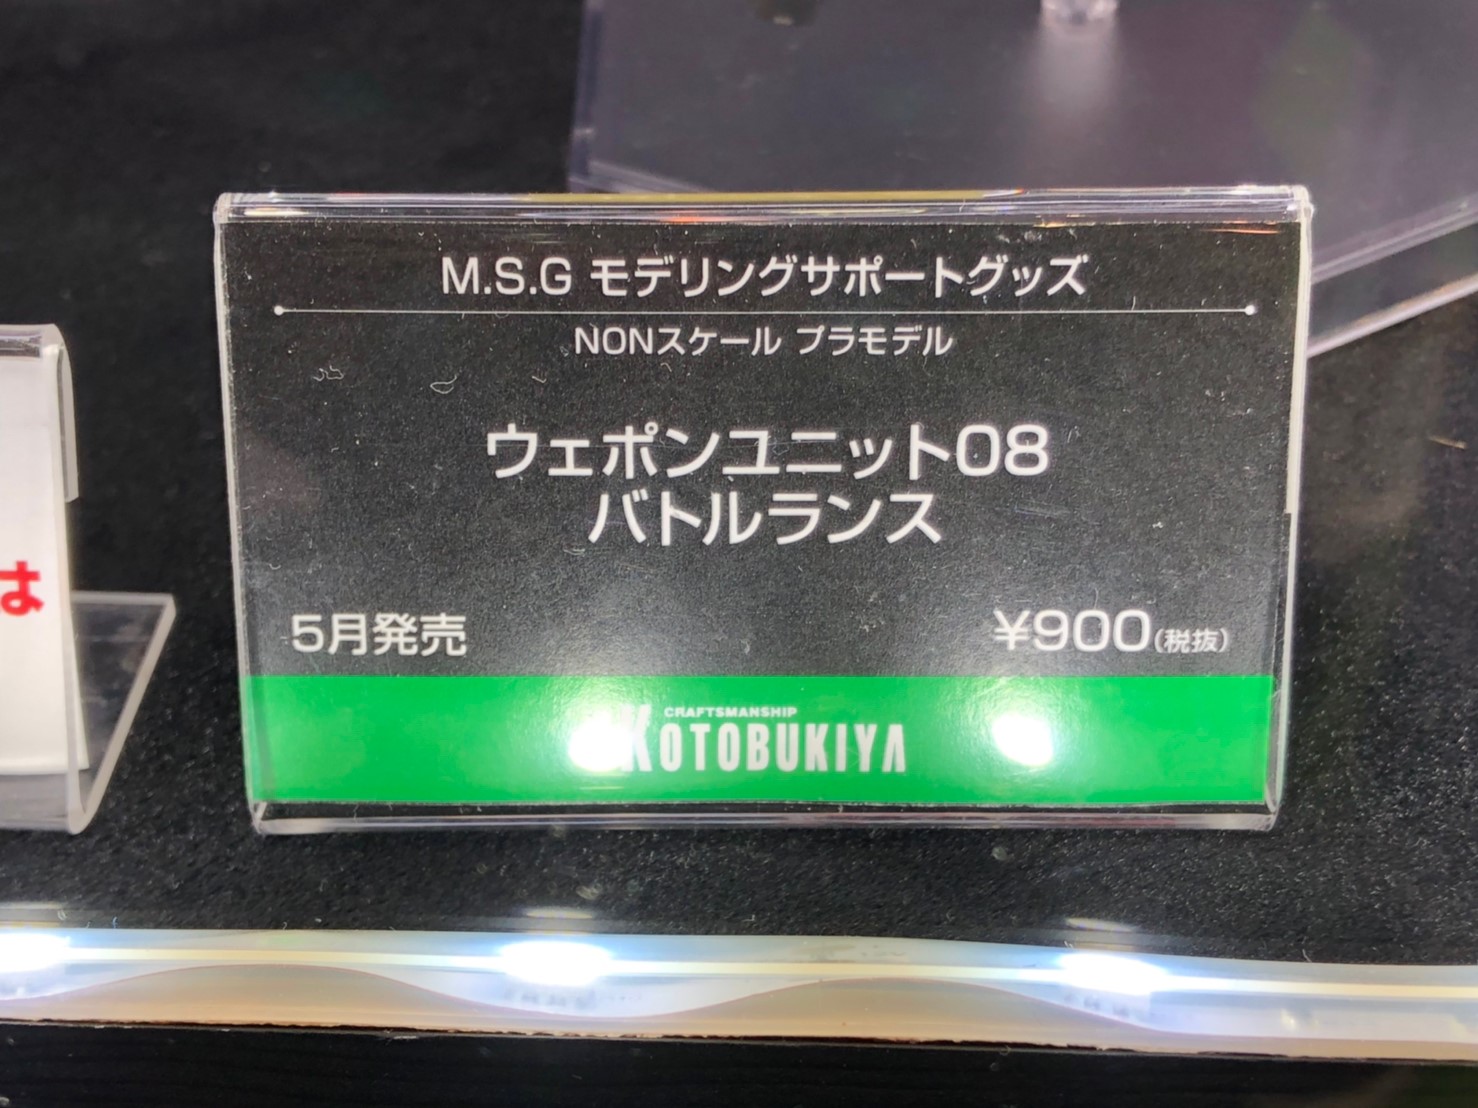 M.S.G モデリングサポートグッズ
NONスケール プラモデル
ウェポンユニット08
バトルランス
5月発売
¥900(税抜)
CRAFTSMANSHIP
KOTOBUKIYA
は